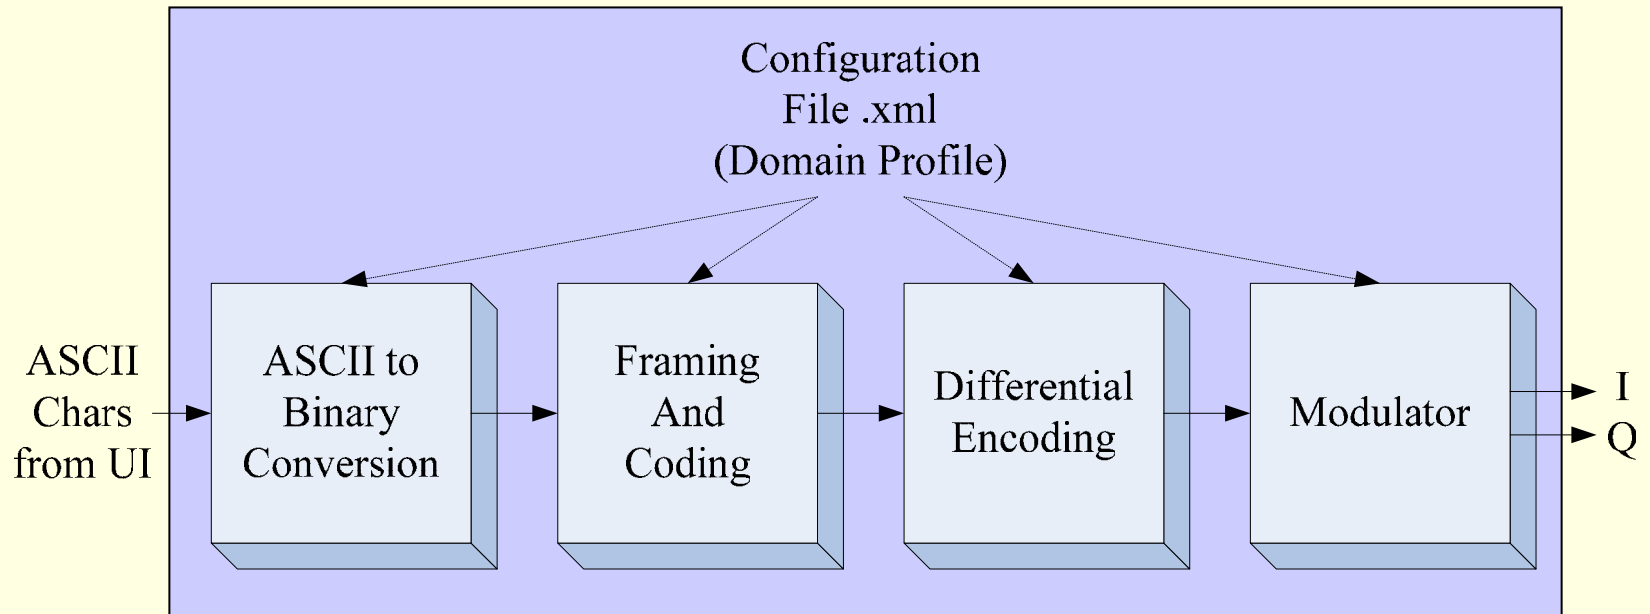 Configuration
File .xml
(Domain Profile)
ASCII
Chars
from UI
ASCII to
Binary
Conversion
Framing
And
Coding
Differential
Encoding
Modulator
I
Q